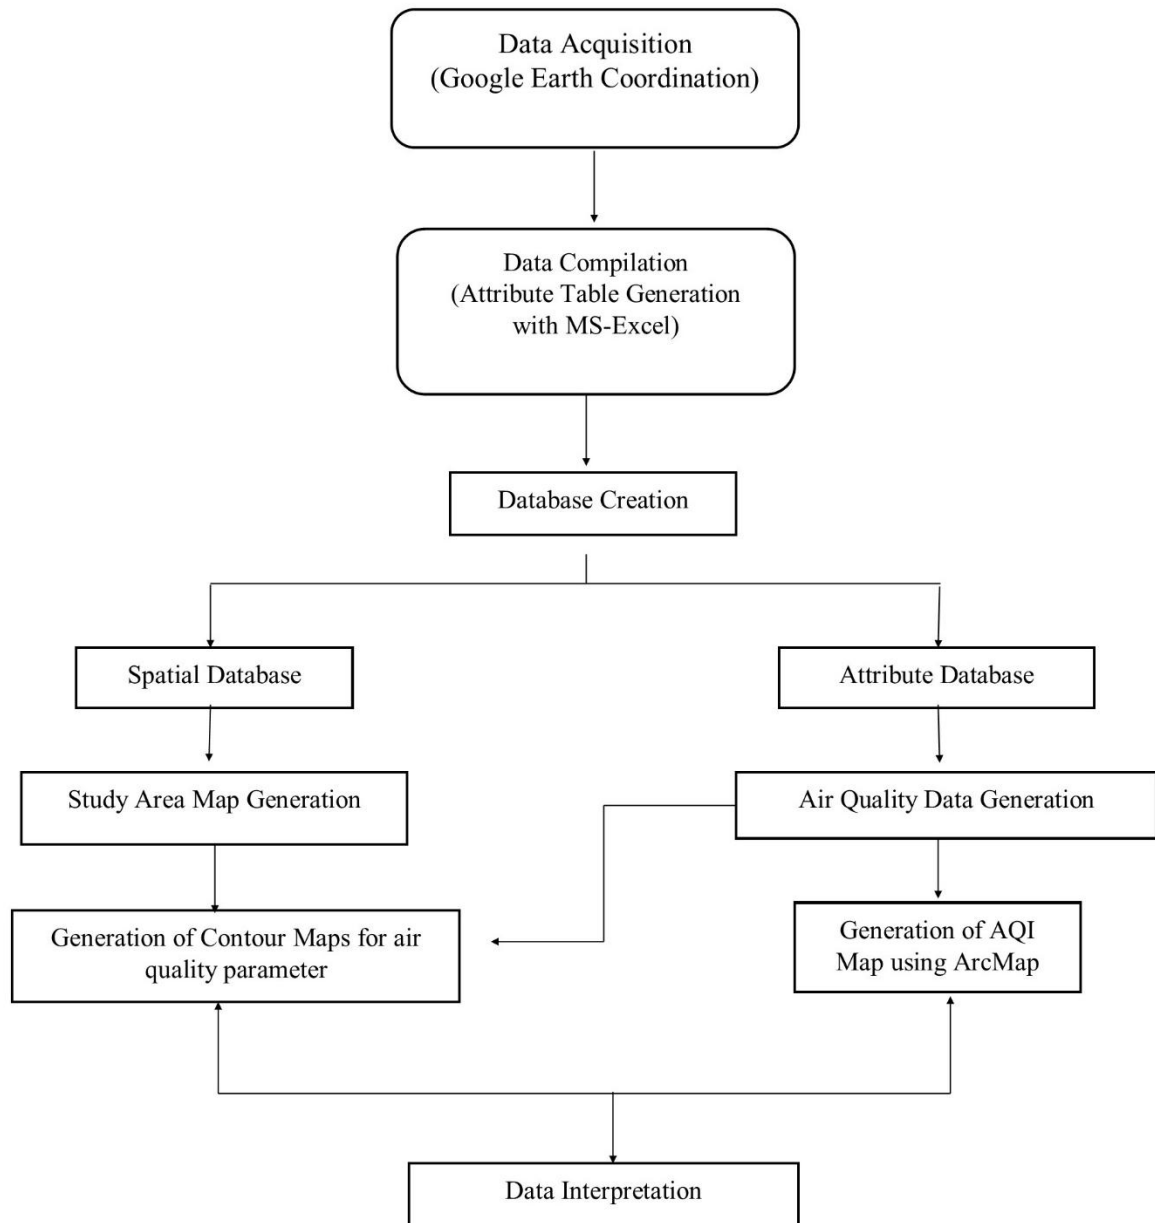 Data Acquisition
(Google Earth Coordination)
Data Compilation
(Attribute Table Generation
with MS-Excel)
Database Creation
Spatial Database
Attribute Database
Study Area Map Generation
Air Quality Data Generation
Generation of Contour Maps for air
quality parameter
Generation of AQI
Map using ArcMap
Data Interpretation